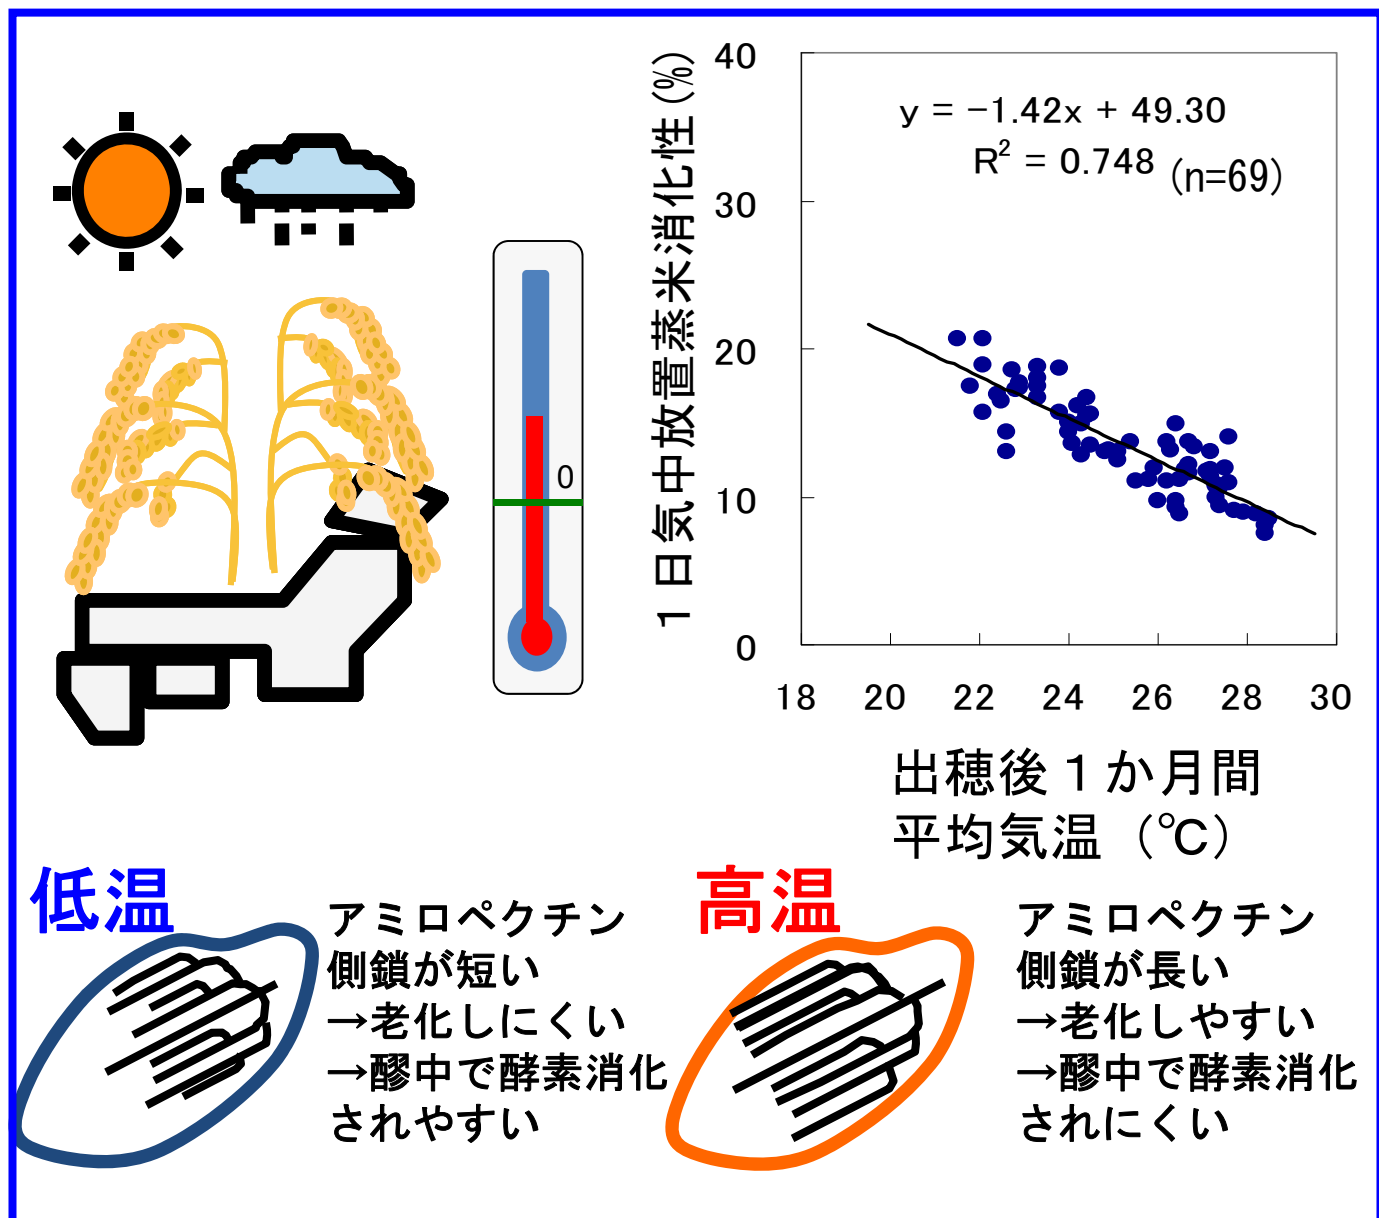 1日気中放置蒸米消化性(%)
40
30
20
10
0
y = −1.42x + 49.30
R² = 0.748 (n=69)
18 20 22 24 26 28 30
出穂後1か月間
平均気温（℃）
0
低温
アミロペクチン
側鎖が短い
→老化しにくい
→醪中で酵素消化
されやすい
高温
アミロペクチン
側鎖が長い
→老化しやすい
→醪中で酵素消化
されにくい